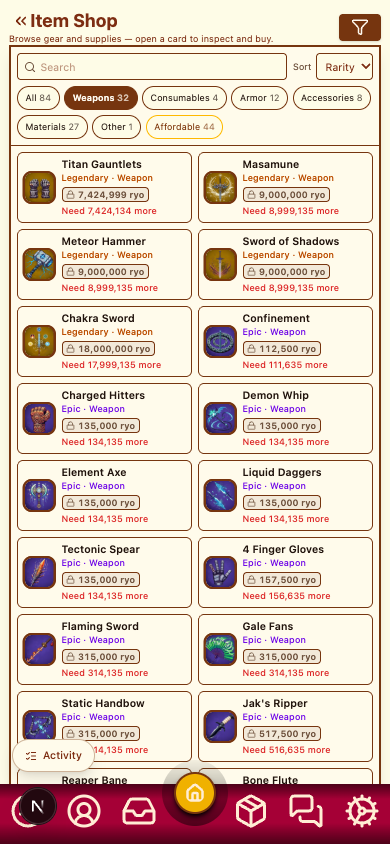 Item Shop
Browse gear and supplies — open a card to inspect and buy.
Search
Sort
Rarity
All 84
Weapons 32
Consumables 4
Armor 12
Accessories 8
Materials 27
Other 1
Affordable 44
Titan Gauntlets
Legendary · Weapon
7,424,999 ryo
Need 7,424,134 more
Masamune
Legendary · Weapon
9,000,000 ryo
Need 8,999,135 more
Meteor Hammer
Legendary · Weapon
9,000,000 ryo
Need 8,999,135 more
Sword of Shadows
Legendary · Weapon
9,000,000 ryo
Need 8,999,135 more
Chakra Sword
Legendary · Weapon
18,000,000 ryo
Need 17,999,135 more
Confinement
Epic · Weapon
112,500 ryo
Need 111,635 more
Charged Hitters
Epic · Weapon
135,000 ryo
Need 134,135 more
Demon Whip
Epic · Weapon
135,000 ryo
Need 134,135 more
Element Axe
Epic · Weapon
135,000 ryo
Need 134,135 more
Liquid Daggers
Epic · Weapon
135,000 ryo
Need 134,135 more
Tectonic Spear
Epic · Weapon
135,000 ryo
Need 134,135 more
4 Finger Gloves
Epic · Weapon
157,500 ryo
Need 156,635 more
Flaming Sword
Epic · Weapon
315,000 ryo
Need 314,135 more
Gale Fans
Epic · Weapon
315,000 ryo
Need 314,135 more
Static Handbow
Epic · Weapon
315,000 ryo
14,135 more
Jak's Ripper
Epic · Weapon
517,500 ryo
Need 516,635 more
Activity
Reaper Bane
Bone Flute
N